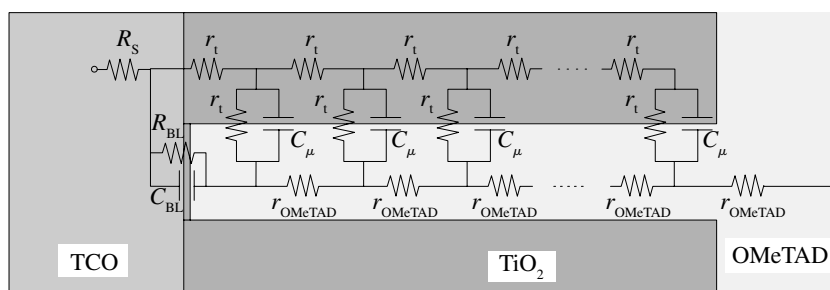 R_S r_t r_t r_t r_t r_t
r_t r_t r_t r_t
R_BL C_μ C_μ C_μ C_μ
C_BL r_OMeTAD r_OMeTAD r_OMeTAD r_OMeTAD r_OMeTAD
TCO TiO₂ OMeTAD